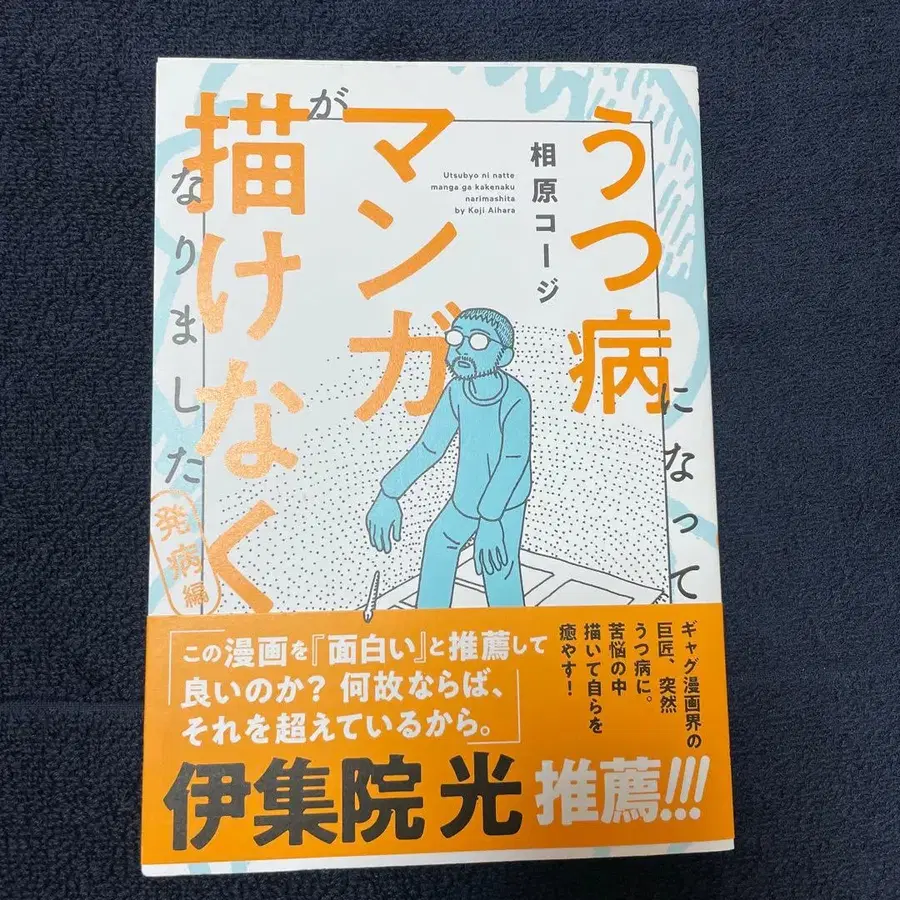 うつ病になって
マンガが
描けなく
なりました
発病編
相原コージ
Utsubyo ni natte
manga ga kakenaku
narimashita
by Koji Aihara
ギャグ漫画界の
巨匠、突然
うつ病に。
苦悩の中
描いて自らを
癒やす!
「この漫画を『面白い』と推薦して
良いのか? 何故ならば、
それを超えているから。」
伊集院 光 推薦!!!